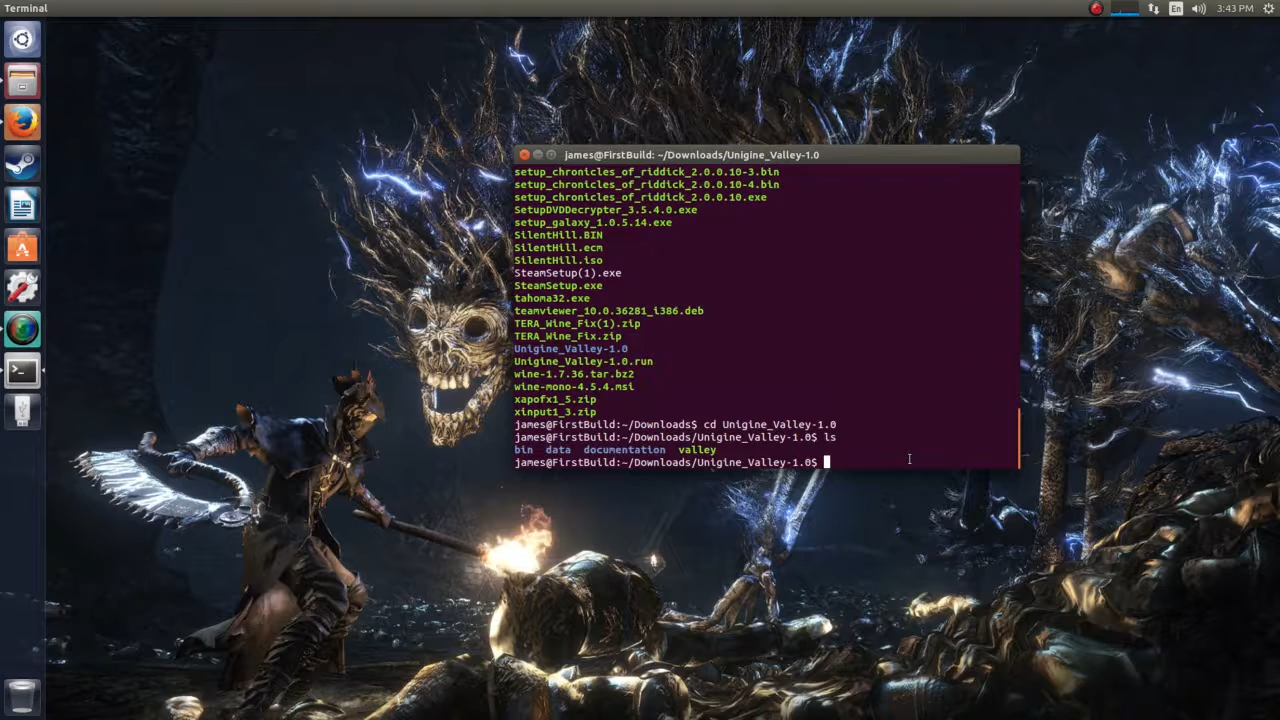 Terminal
En
3:43 PM
james@FirstBuild: ~/Downloads/Unigine_Valley-1.0
setup_chronicles_of_riddick_2.0.0.10-3.bin
setup_chronicles_of_riddick_2.0.0.10-4.bin
setup_chronicles_of_riddick_2.0.0.10.exe
SetupDVDDecrypter_3.5.4.0.exe
setup_galaxy_1.0.5.14.exe
SilentHill.BIN
SilentHill.ecm
SilentHill.iso
SteamSetup(1).exe
SteamSetup.exe
tahoma32.exe
teamviewer_10.0.36281_i386.deb
TERA_Wine_Fix(1).zip
TERA_Wine_Fix.zip
Unigine_Valley-1.0
Unigine_Valley-1.0.run
wine-1.7.36.tar.bz2
wine-mono-4.5.4.msi
xapofx1_5.zip
xinput1_3.zip
james@FirstBuild:~/Downloads$ cd Unigine_Valley-1.0
james@FirstBuild:~/Downloads/Unigine_Valley-1.0$ ls
bin  data  documentation  valley
james@FirstBuild:~/Downloads/Unigine_Valley-1.0$